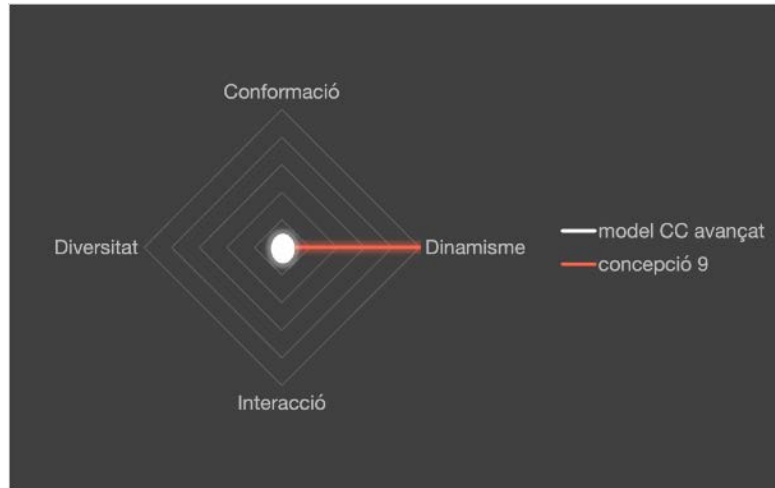 Conformació
Diversitat
Dinamisme
Interacció
model CC avançat
concepció 9